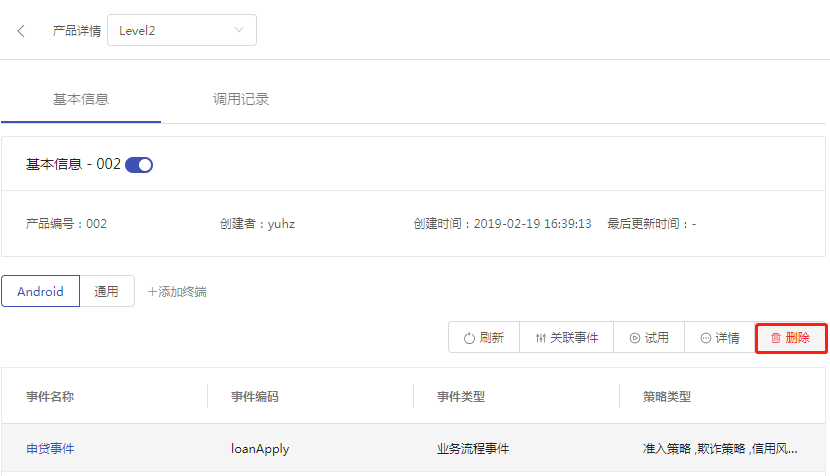 产品详情 Level2
基本信息 调用记录
基本信息 - 002
产品编号：002 创建者：yuhz 创建时间：2019-02-19 16:39:13 最后更新时间：-
Android 通用 +添加终端
刷新 关联事件 试用 详情 删除
事件名称 事件编码 事件类型 策略类型
申贷事件 loanApply 业务流程事件 准入策略 ,欺诈策略 ,信用风...